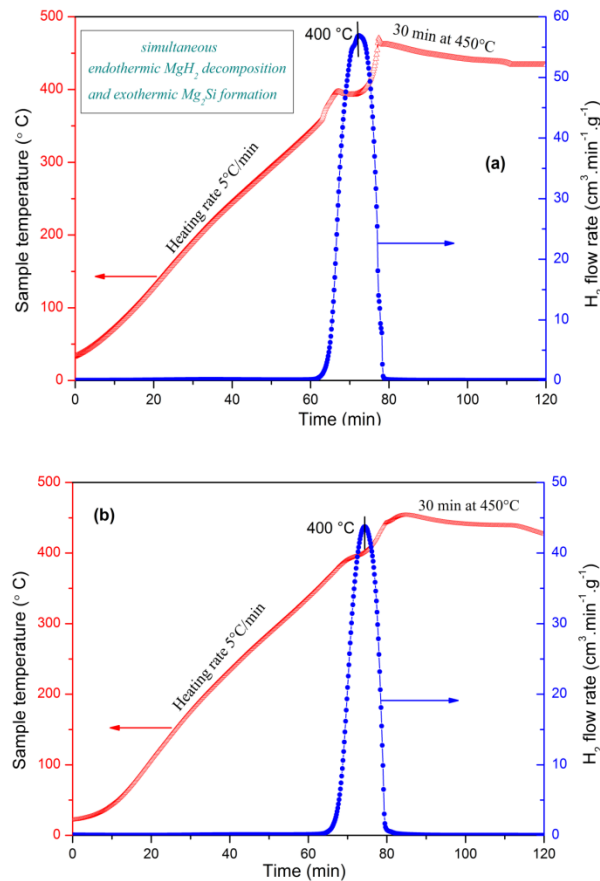 500
400
300
200
100
0
Sample temperature (° C)
simultaneous
endothermic MgH₂ decomposition
and exothermic Mg₂Si formation
Heating rate 5°C/min
400 °C
30 min at 450°C
(a)
60
50
40
30
20
10
0
H₂ flow rate (cm³.min⁻¹.g⁻¹)
0 20 40 60 80 100 120
Time (min)
500
400
300
200
100
0
Sample temperature (° C)
(b)
Heating rate 5°C/min
400 °C
30 min at 450°C
50
40
30
20
10
0
H₂ flow rate (cm³.min⁻¹.g⁻¹)
0 20 40 60 80 100 120
Time (min)